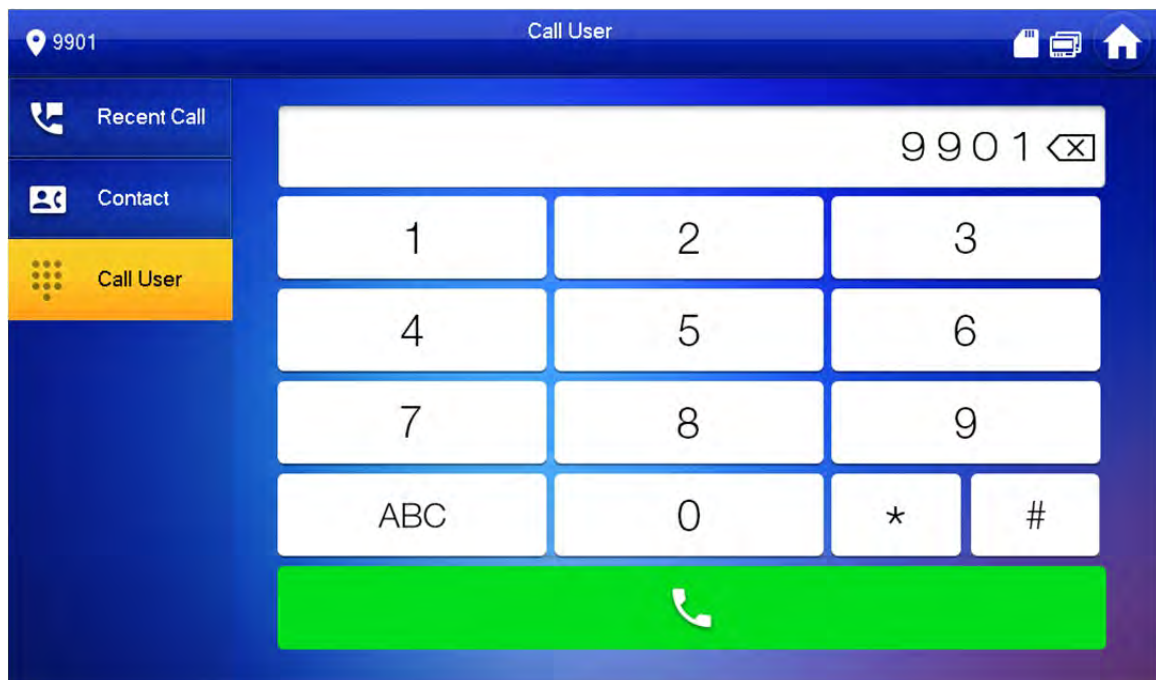 9901
Call User
Recent Call
Contact
Call User
9901
1 2 3
4 5 6
7 8 9
ABC 0 * #